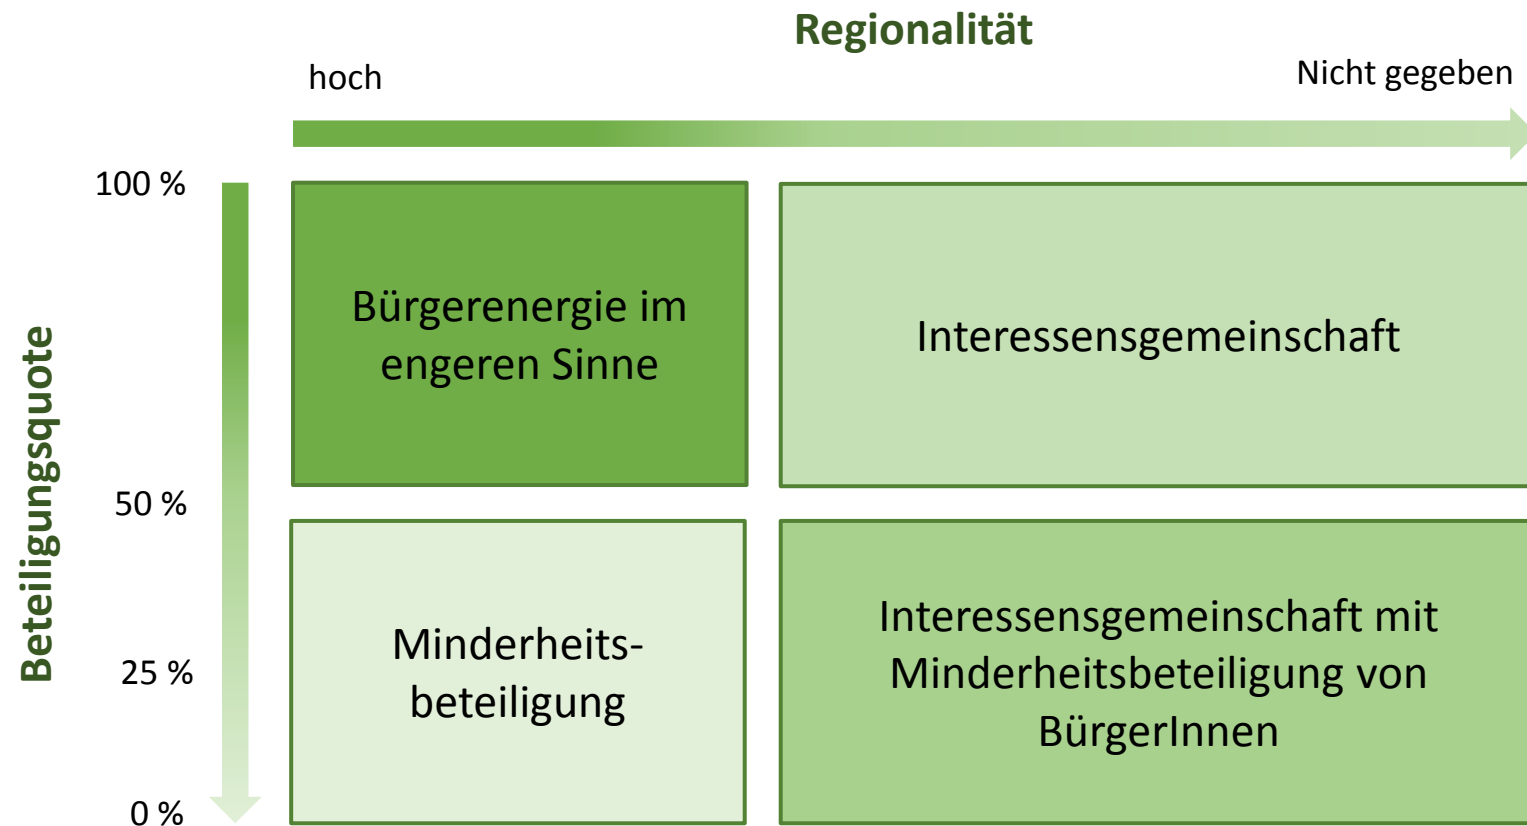 Regionalität
hoch
Nicht gegeben
100 %
Bürgerenergie im
engeren Sinne
Interessensgemeinschaft
Beteiligungsquote
50 %
25 %
0 %
Minderheits-
beteiligung
Interessensgemeinschaft mit
Minderheitsbeteiligung von
BürgerInnen